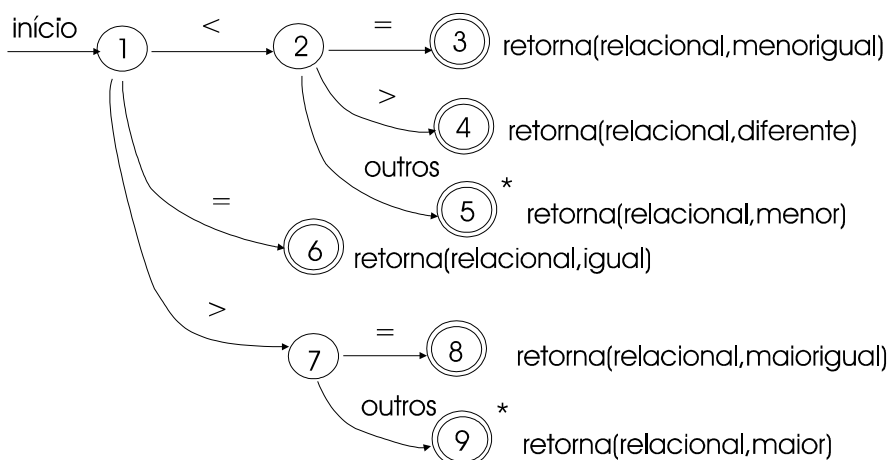 início 1 < 2 = 3 retorna(relacional,menorigual)
> 4 retorna(relacional,diferente)
outros 5 * retorna(relacional,menor)
= 6 retorna(relacional,igual)
> 7 = 8 retorna(relacional,maiorigual)
outros 9 * retorna(relacional,maior)